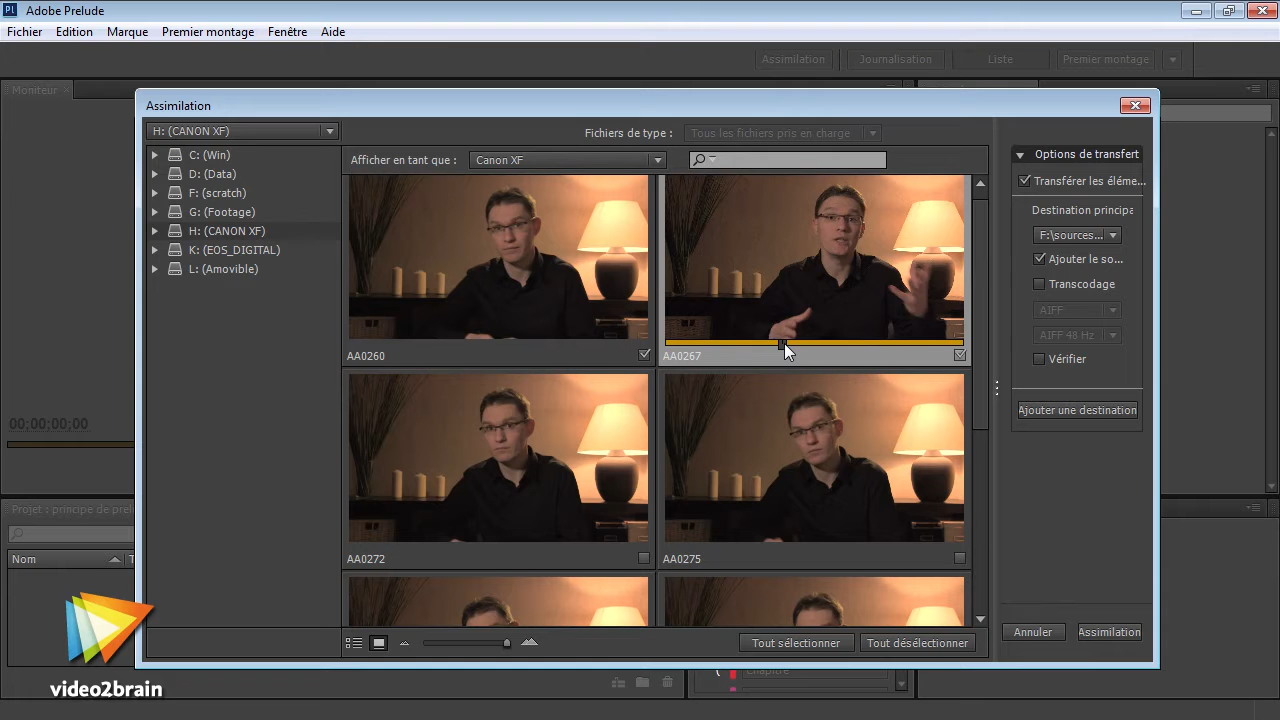 Pl Adobe Prelude
Fichier Edition Marque Premier montage Fenêtre Aide
Assimilation Journalisation Liste Premier montage
Moniteur
Assimilation
H: (CANON XF)
Fichiers de type : Tous les fichiers pris en charge
Afficher en tant que : Canon XF
C: (Win)
D: (Data)
F: (scratch)
G: (Footage)
H: (CANON XF)
K: (EOS_DIGITAL)
L: (Amovible)
Options de transfert
Transférer les éléme...
Destination principa
F:\sources...
Ajouter le so...
Transcodage
AIFF
AIFF 48 Hz
Vérifier
Ajouter une destination
AA0260
AA0267
AA0272
AA0275
00;00;00;00
Projet : principe de prel
Nom
Tout sélectionner
Tout désélectionner
Annuler
Assimilation
Chapitre
video2brain